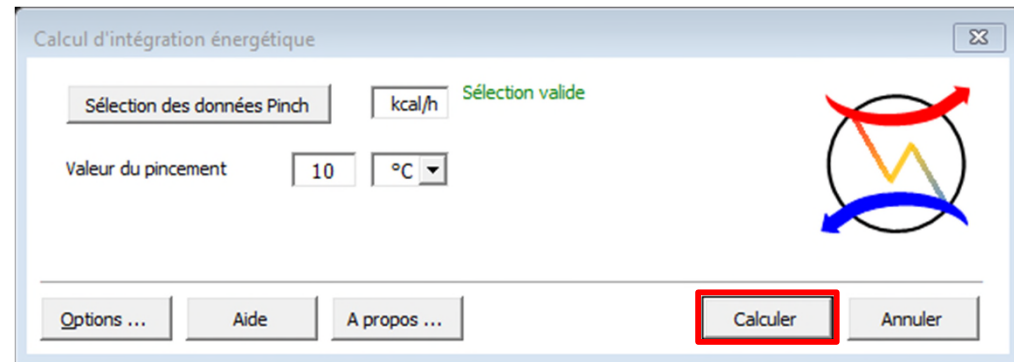 Calcul d'intégration énergétique
Sélection des données Pinch kcal/h Sélection valide
Valeur du pincement 10 °C
Options ... Aide A propos ... Calculer Annuler